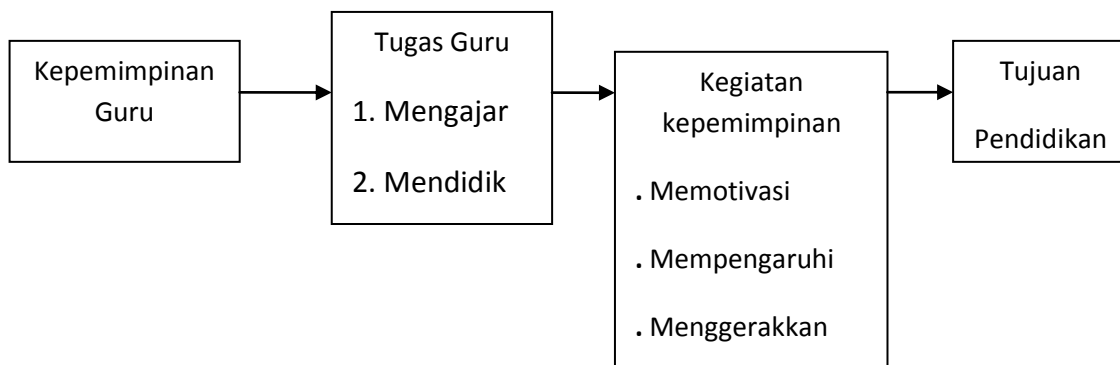 Kepemimpinan
Guru
Tugas Guru
1. Mengajar
2. Mendidik
Kegiatan
kepemimpinan
. Memotivasi
. Mempengaruhi
. Menggerakkan
Tujuan
Pendidikan